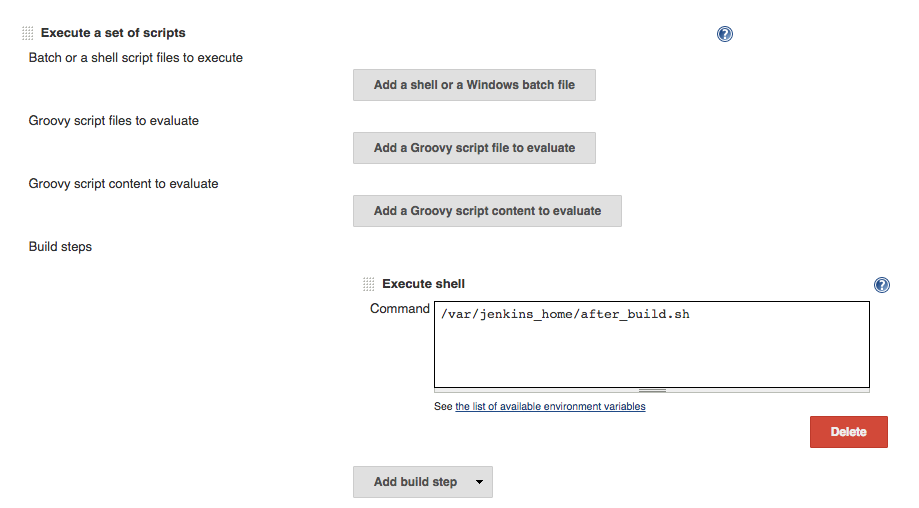 Execute a set of scripts
?
Batch or a shell script files to execute
Add a shell or a Windows batch file
Groovy script files to evaluate
Add a Groovy script file to evaluate
Groovy script content to evaluate
Add a Groovy script content to evaluate
Build steps
Execute shell
?
Command
/var/jenkins_home/after_build.sh
See the list of available environment variables
Delete
Add build step